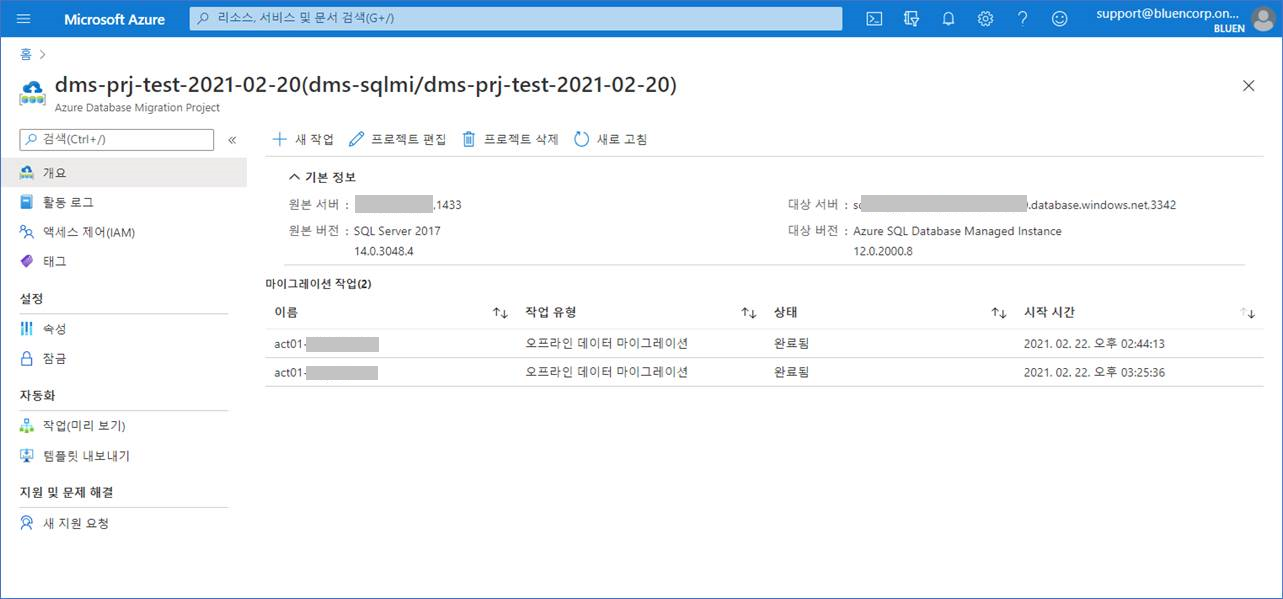 Microsoft Azure
리소스, 서비스 및 문서 검색(G+/)
support@bluencorp.on...
BLUEN
홈
dms-prj-test-2021-02-20(dms-sqlmi/dms-prj-test-2021-02-20)
Azure Database Migration Project
검색(Ctrl+/)
«
새 작업
프로젝트 편집
프로젝트 삭제
새로 고침
개요
활동 로그
액세스 제어(IAM)
태그
설정
속성
잠금
자동화
작업(미리 보기)
템플릿 내보내기
지원 및 문제 해결
새 지원 요청
기본 정보
원본 서버 : ,1433
대상 서버 : .database.windows.net,3342
원본 버전 : SQL Server 2017
14.0.3048.4
대상 버전 : Azure SQL Database Managed Instance
12.0.2000.8
마이그레이션 작업(2)
이름 작업 유형 상태 시작 시간
act01- 오프라인 데이터 마이그레이션 완료됨 2021. 02. 22. 오후 02:44:13
act01- 오프라인 데이터 마이그레이션 완료됨 2021. 02. 22. 오후 03:25:36